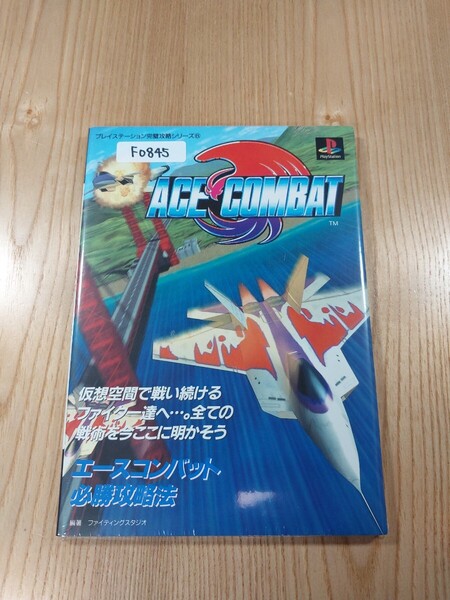 プレイステーション完璧攻略シリーズ⑮
F0845
PlayStation
ACE COMBAT
TM
仮想空間で戦い続ける
ファイター達へ…。全ての
戦術を今ここに明かそう
エースコンバット
必勝攻略法
編著 ファイティングスタジオ